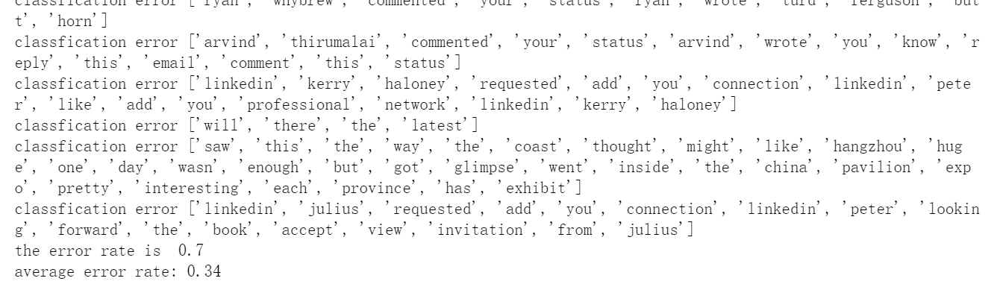 classfication error ['ryan', 'whybrew', 'commented', 'your', 'status', 'ryan', 'wrote', 'turd', 'ferguson', 'but
t', 'horn']
classfication error ['arvind', 'thirumalai', 'commented', 'your', 'status', 'arvind', 'wrote', 'you', 'know', 'r
eply', 'this', 'email', 'comment', 'this', 'status']
classfication error ['linkedin', 'kerry', 'haloney', 'requested', 'add', 'you', 'connection', 'linkedin', 'pete
r', 'like', 'add', 'you', 'professional', 'network', 'linkedin', 'kerry', 'haloney']
classfication error ['will', 'there', 'the', 'latest']
classfication error ['saw', 'this', 'the', 'way', 'the', 'coast', 'thought', 'might', 'like', 'hangzhou', 'hug
e', 'one', 'day', 'wasn', 'enough', 'but', 'got', 'glimpse', 'went', 'inside', 'the', 'china', 'pavilion', 'exp
o', 'pretty', 'interesting', 'each', 'province', 'has', 'exhibit']
classfication error ['linkedin', 'julius', 'requested', 'add', 'you', 'connection', 'linkedin', 'peter', 'lookin
g', 'forward', 'the', 'book', 'accept', 'view', 'invitation', 'from', 'julius']
the error rate is  0.7
average error rate: 0.34